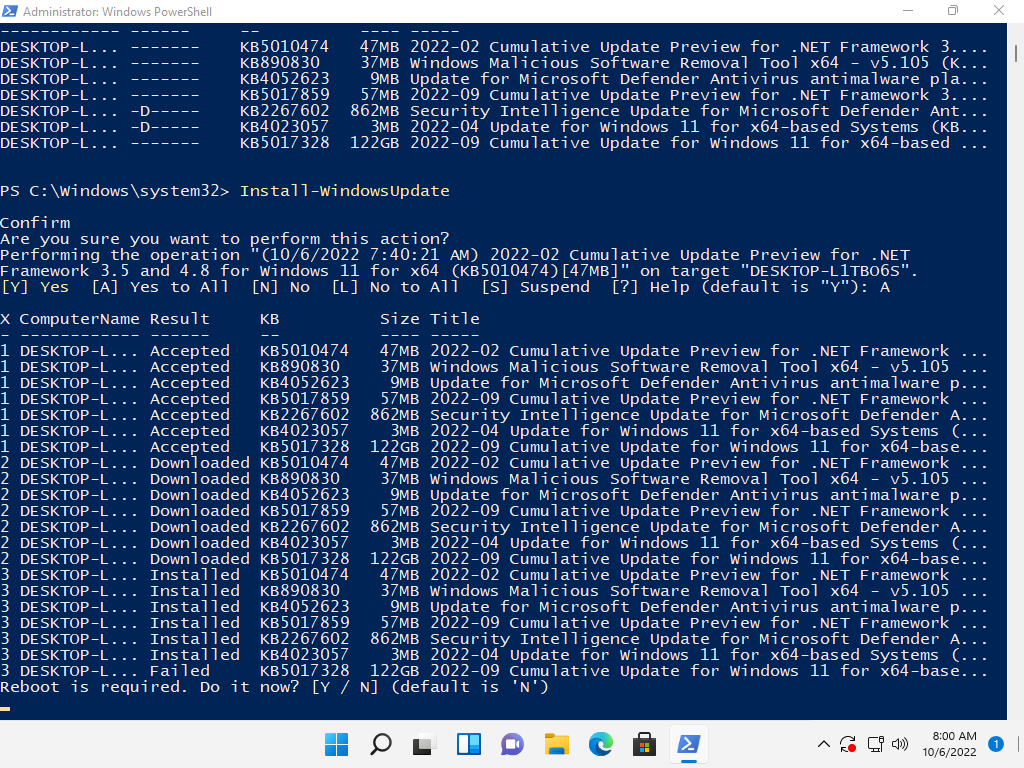 Administrator: Windows PowerShell
------------ ------ -- ---- -----
DESKTOP-L... ------- KB5010474 47MB 2022-02 Cumulative Update Preview for .NET Framework 3....
DESKTOP-L... ------- KB890830 37MB Windows Malicious Software Removal Tool x64 - v5.105 (K...
DESKTOP-L... ------- KB4052623 9MB Update for Microsoft Defender Antivirus antimalware pla...
DESKTOP-L... ------- KB5017859 57MB 2022-09 Cumulative Update Preview for .NET Framework 3....
DESKTOP-L... -D----- KB2267602 862MB Security Intelligence Update for Microsoft Defender Ant...
DESKTOP-L... -D----- KB4023057 3MB 2022-04 Update for Windows 11 for x64-based Systems (KB...
DESKTOP-L... ------- KB5017328 122GB 2022-09 Cumulative Update for Windows 11 for x64-based ...
PS C:\Windows\system32> Install-WindowsUpdate
Confirm
Are you sure you want to perform this action?
Performing the operation "(10/6/2022 7:40:21 AM) 2022-02 Cumulative Update Preview for .NET
Framework 3.5 and 4.8 for Windows 11 for x64 (KB5010474)[47MB]" on target "DESKTOP-L1TBO6S".
[Y] Yes [A] Yes to All [N] No [L] No to All [S] Suspend [?] Help (default is "Y"): A
X ComputerName Result KB Size Title
- ------------ ------ -- ---- -----
1 DESKTOP-L... Accepted KB5010474 47MB 2022-02 Cumulative Update Preview for .NET Framework ...
1 DESKTOP-L... Accepted KB890830 37MB Windows Malicious Software Removal Tool x64 - v5.105 ...
1 DESKTOP-L... Accepted KB4052623 9MB Update for Microsoft Defender Antivirus antimalware p...
1 DESKTOP-L... Accepted KB5017859 57MB 2022-09 Cumulative Update Preview for .NET Framework ...
1 DESKTOP-L... Accepted KB2267602 862MB Security Intelligence Update for Microsoft Defender A...
1 DESKTOP-L... Accepted KB4023057 3MB 2022-04 Update for Windows 11 for x64-based Systems (...
1 DESKTOP-L... Accepted KB5017328 122GB 2022-09 Cumulative Update for Windows 11 for x64-base...
2 DESKTOP-L... Downloaded KB5010474 47MB 2022-02 Cumulative Update Preview for .NET Framework ...
2 DESKTOP-L... Downloaded KB890830 37MB Windows Malicious Software Removal Tool x64 - v5.105 ...
2 DESKTOP-L... Downloaded KB4052623 9MB Update for Microsoft Defender Antivirus antimalware p...
2 DESKTOP-L... Downloaded KB5017859 57MB 2022-09 Cumulative Update Preview for .NET Framework ...
2 DESKTOP-L... Downloaded KB2267602 862MB Security Intelligence Update for Microsoft Defender A...
2 DESKTOP-L... Downloaded KB4023057 3MB 2022-04 Update for Windows 11 for x64-based Systems (...
2 DESKTOP-L... Downloaded KB5017328 122GB 2022-09 Cumulative Update for Windows 11 for x64-base...
3 DESKTOP-L... Installed KB5010474 47MB 2022-02 Cumulative Update Preview for .NET Framework ...
3 DESKTOP-L... Installed KB890830 37MB Windows Malicious Software Removal Tool x64 - v5.105 ...
3 DESKTOP-L... Installed KB4052623 9MB Update for Microsoft Defender Antivirus antimalware p...
3 DESKTOP-L... Installed KB5017859 57MB 2022-09 Cumulative Update Preview for .NET Framework ...
3 DESKTOP-L... Installed KB2267602 862MB Security Intelligence Update for Microsoft Defender A...
3 DESKTOP-L... Installed KB4023057 3MB 2022-04 Update for Windows 11 for x64-based Systems (...
3 DESKTOP-L... Failed KB5017328 122GB 2022-09 Cumulative Update for Windows 11 for x64-base...
Reboot is required. Do it now? [Y / N] (default is 'N')
8:00 AM
10/6/2022
1